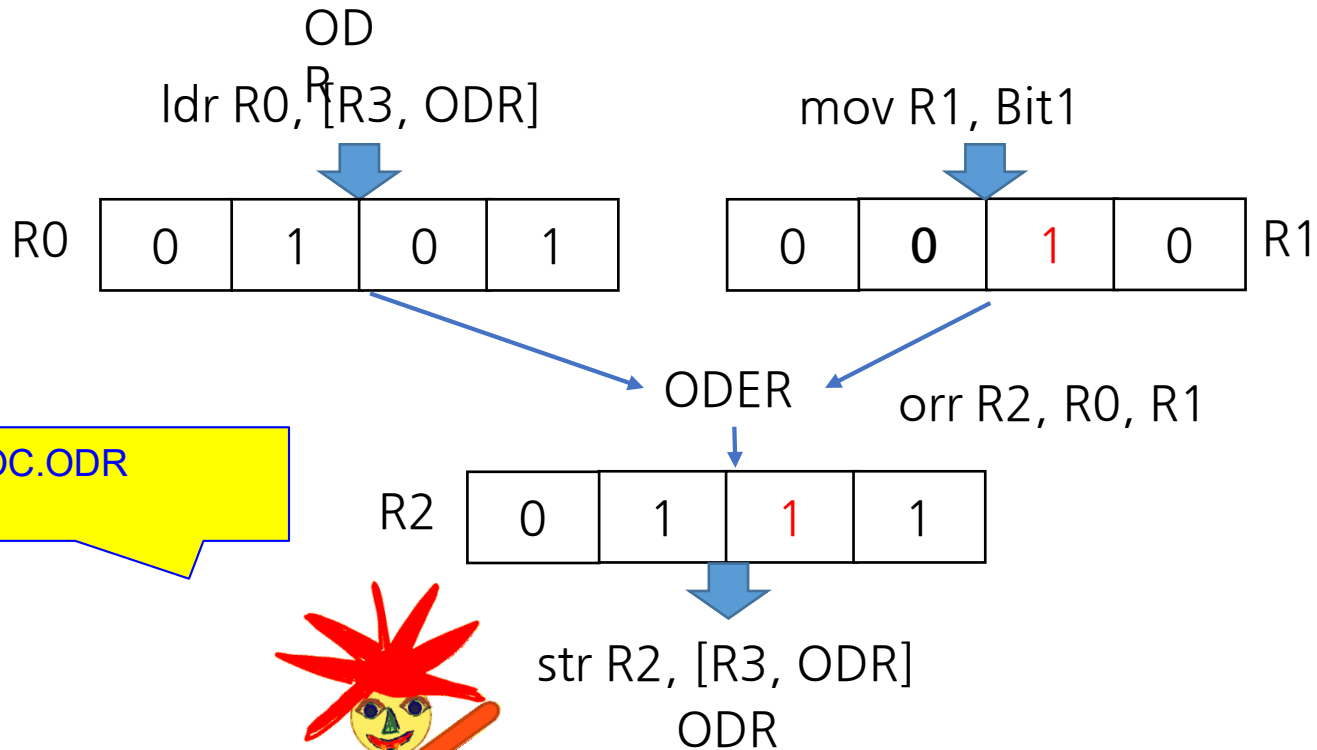 OD
R
ldr R0, [R3, ODR]
mov R1, Bit1
R0
0 1 0 1
0 0 1 0
R1
ODER
orr R2, R0, R1
C.ODR
R2
0 1 1 1
str R2, [R3, ODR]
ODR